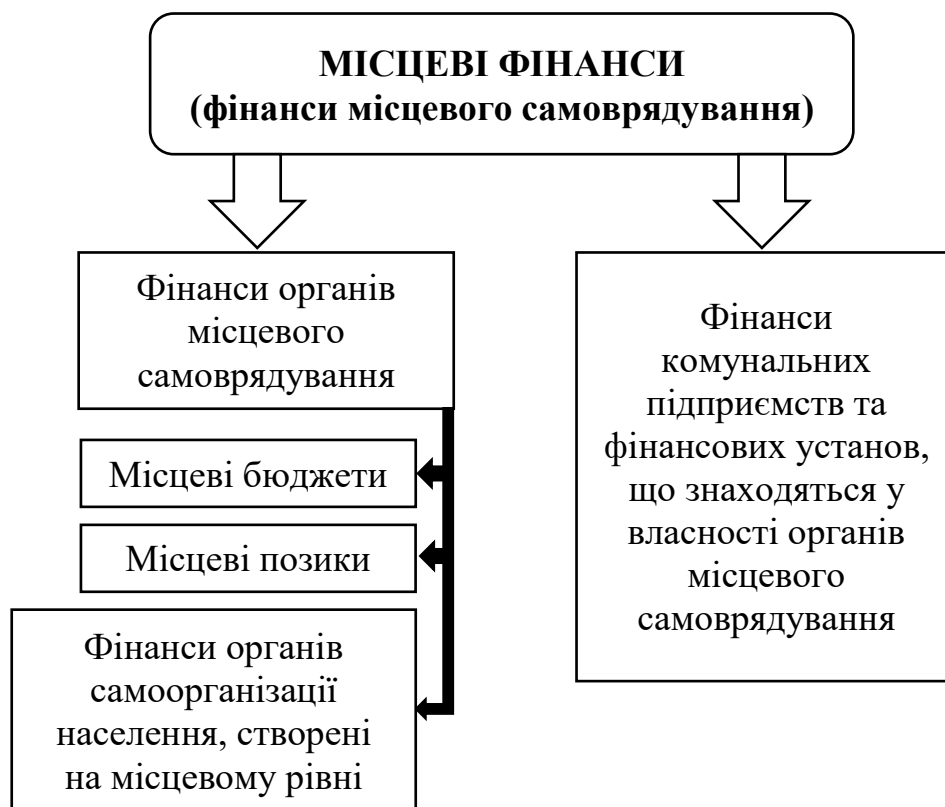 МІСЦЕВІ ФІНАНСИ
(фінанси місцевого самоврядування)
Фінанси органів
місцевого
самоврядування
Місцеві бюджети
Місцеві позики
Фінанси органів
самоорганізації
населення, створені
на місцевому рівні
Фінанси
комунальних
підприємств та
фінансових установ,
що знаходяться у
власності органів
місцевого
самоврядування